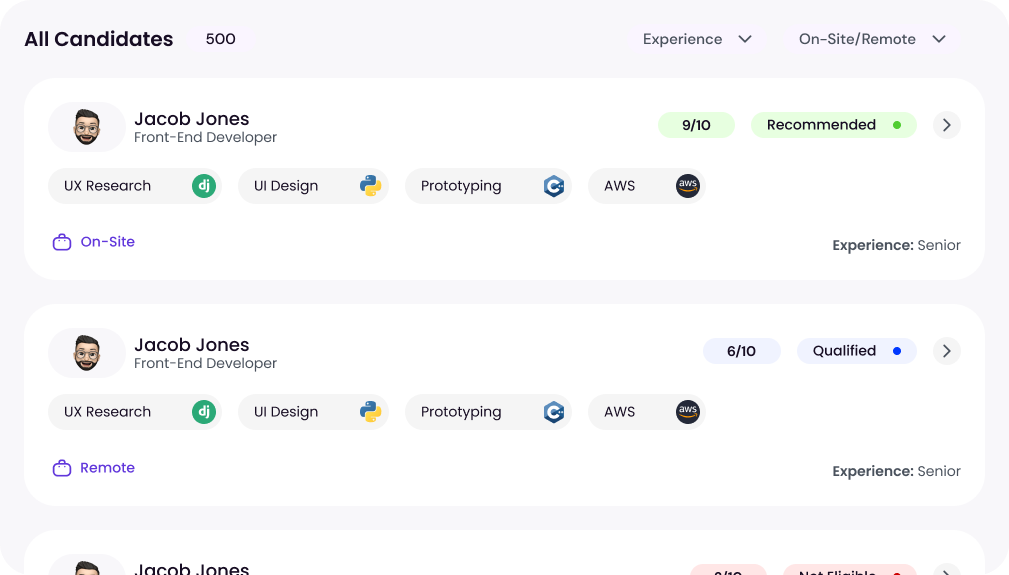 All Candidates 500 Experience On-Site/Remote
Jacob Jones
Front-End Developer
9/10 Recommended
UX Research dj UI Design Prototyping C++ AWS aws
On-Site
Experience: Senior
Jacob Jones
Front-End Developer
6/10 Qualified
UX Research dj UI Design Prototyping C++ AWS aws
Remote
Experience: Senior
Jacob Jones
Not Eligible